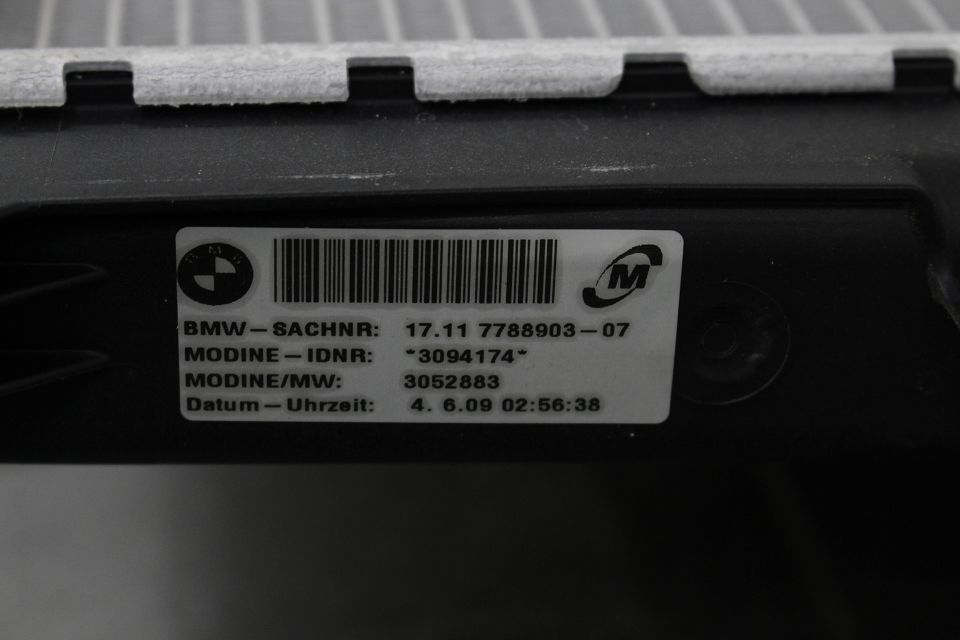 BMW
M
BMW-SACHNR: 17.11 7788903-07
MODINE-IDNR: *3094174*
MODINE/MW: 3052883
Datum-Uhrzeit: 4. 6.09 02:56:38